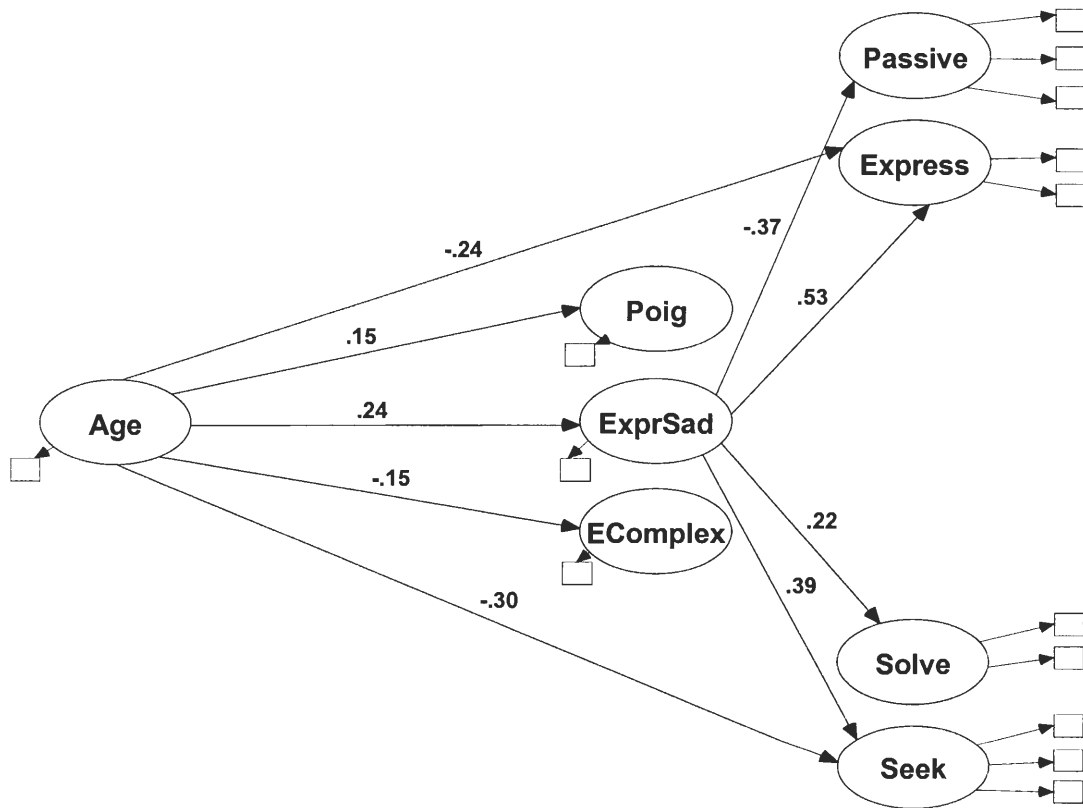 Passive
Express
-.24
-.37
.53
.15
Poig
Age
.24
ExprSad
-.15
EComplex
.22
.39
-.30
Solve
Seek